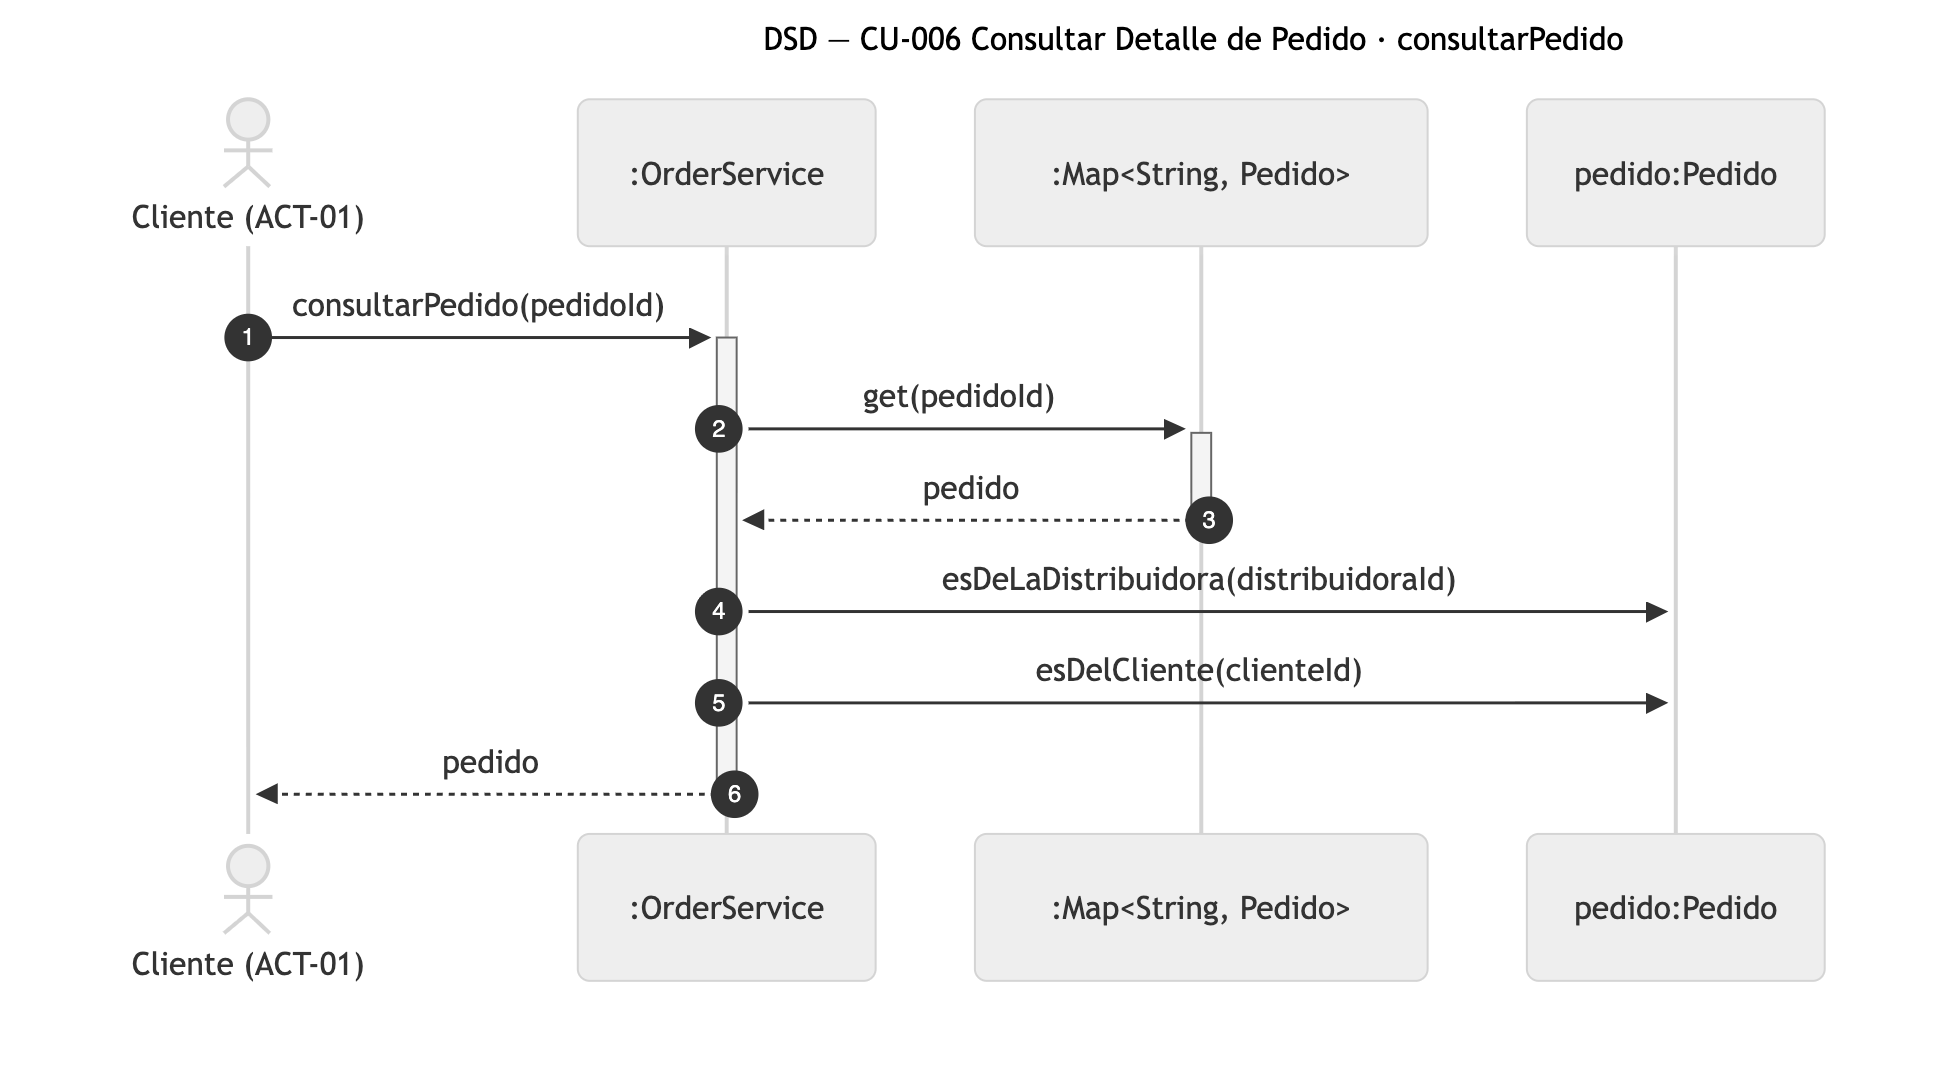 DSD — CU-006 Consultar Detalle de Pedido · consultarPedido
Cliente (ACT-01)
:OrderService
:Map<String, Pedido>
pedido:Pedido
consultarPedido(pedidoId)
1
get(pedidoId)
2
pedido
3
esDeLaDistribuidora(distribuidoraId)
4
esDelCliente(clienteId)
5
pedido
6
Cliente (ACT-01)
:OrderService
:Map<String, Pedido>
pedido:Pedido